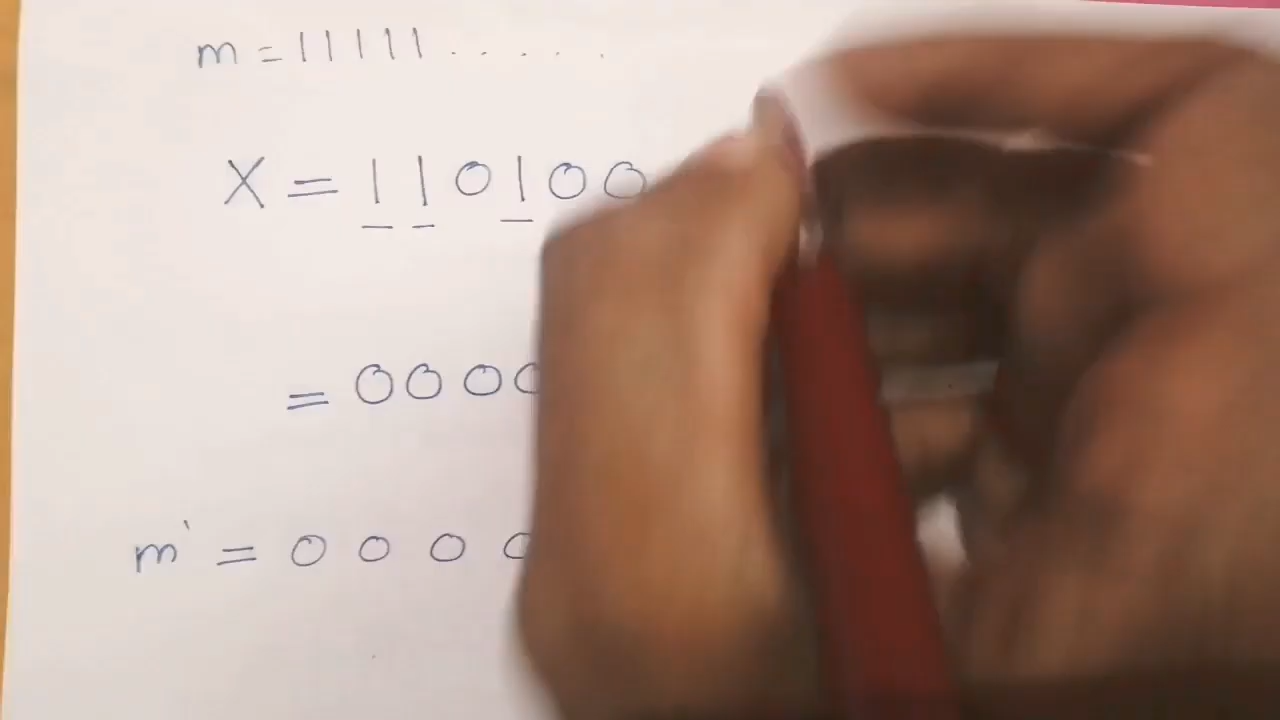 m = 11111 . . . . .
X = 110100
= 0000
m' = 0000